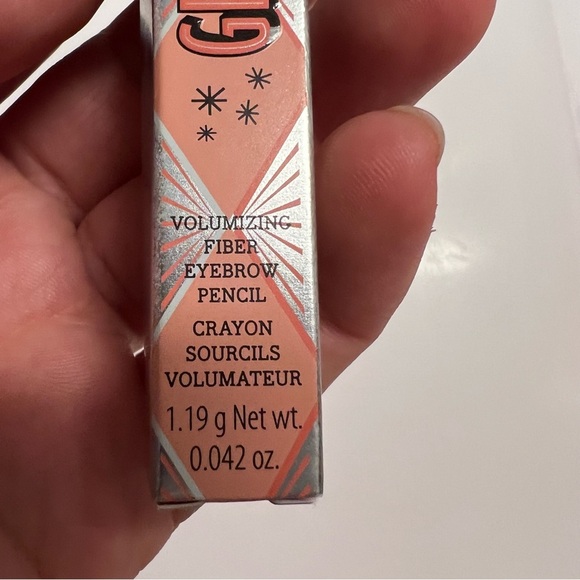 VOLUMIZING
FIBER
EYEBROW
PENCIL
CRAYON
SOURCILS
VOLUMATEUR
1.19 g Net wt.
0.042 oz.